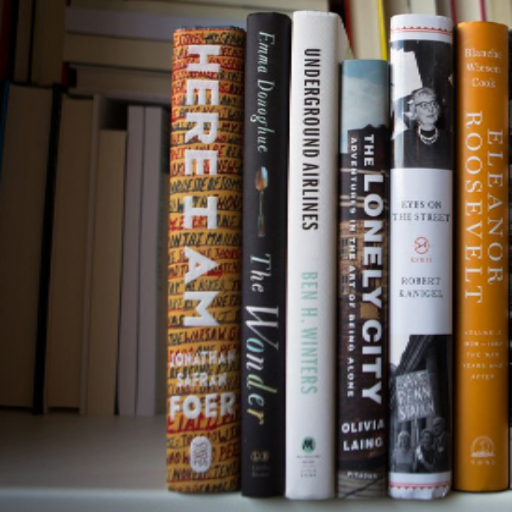 HERE I AM
JONATHAN
SAFRAN
FOER
Emma Donoghue
The Wonder
UNDERGROUND AIRLINES
BEN H. WINTERS
THE LONELY CITY
ADVENTURES IN THE ART OF BEING ALONE
OLIVIA
LAING
EYES ON
THE STREET
ROBERT
KANIGEL
Blanche
Wiesen
Cook
ELEANOR
ROOSEVELT